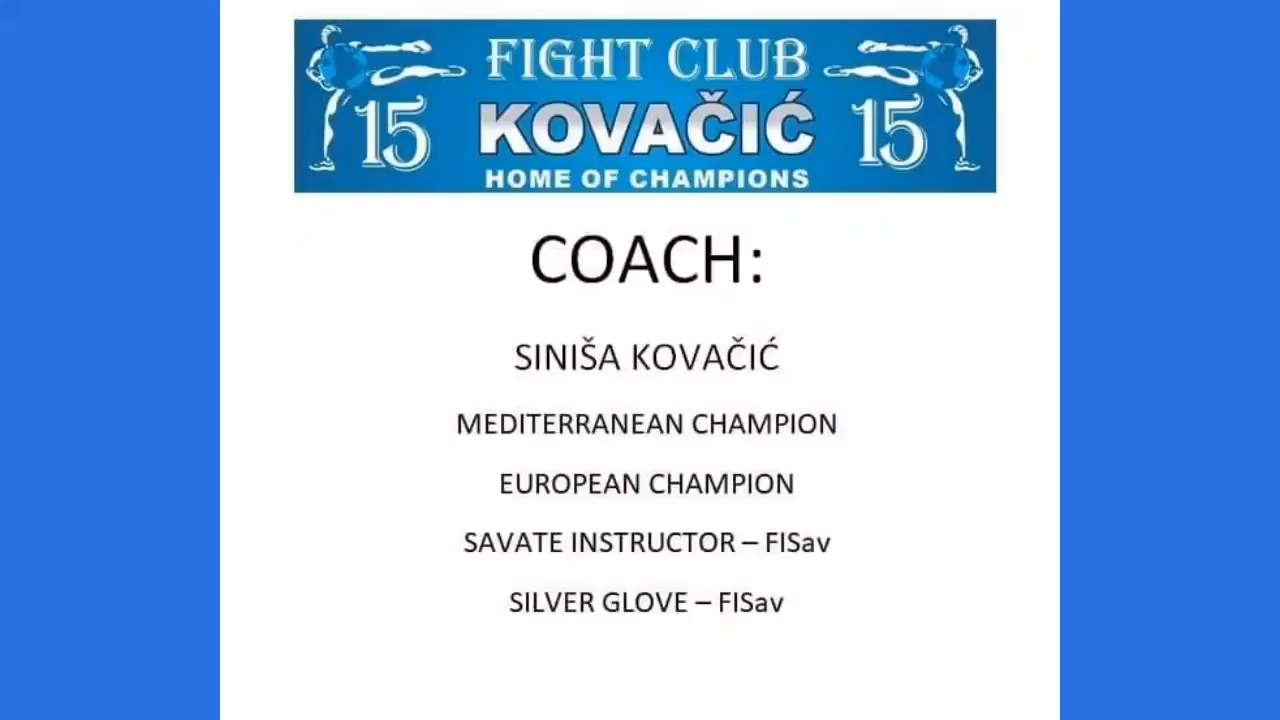 FIGHT CLUB
15 KOVAČIĆ 15
HOME OF CHAMPIONS
COACH:
SINIŠA KOVAČIĆ
MEDITERRANEAN CHAMPION
EUROPEAN CHAMPION
SAVATE INSTRUCTOR – FISav
SILVER GLOVE – FISav